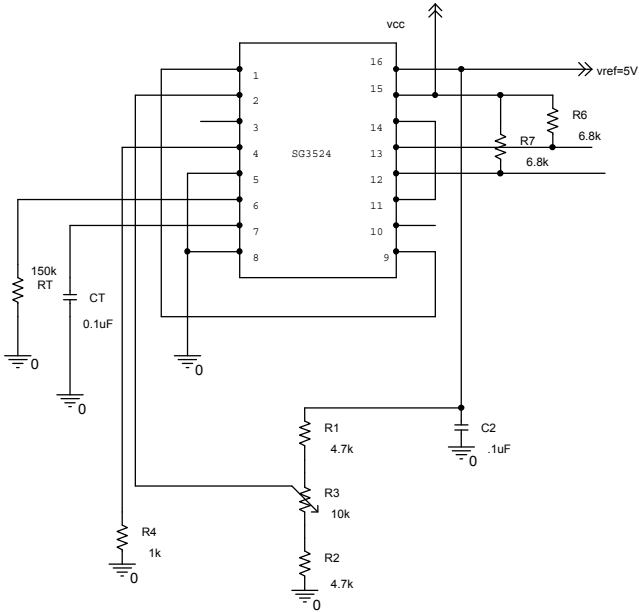 vcc
16
1
vref=5V
15
2
R6
14
3
6.8k
R7
13
4
SG3524
6.8k
12
5
11
6
10
7
9
8
150k
RT
CT
0.1uF
0
0
0
R1
4.7k
C2
.1uF
0
R3
10k
R4
1k
R2
4.7k
0
0